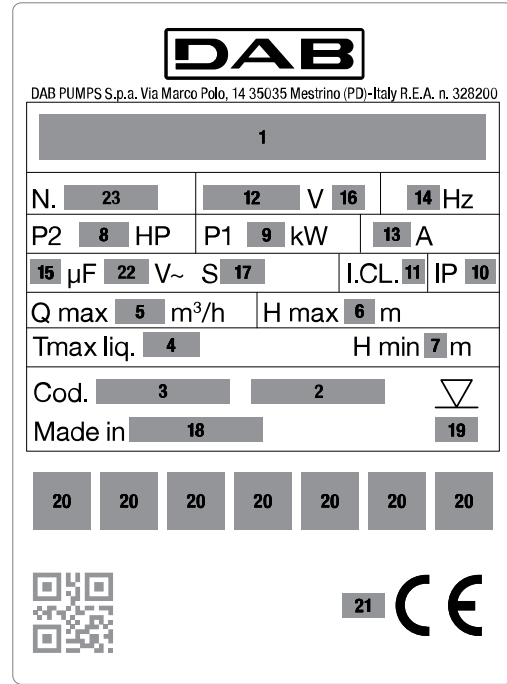 DAB
DAB PUMPS S.p.a. Via Marco Polo, 14 35035 Mestrino (PD)-Italy R.E.A. n. 328200
1
N. 23 12 V 16 14 Hz
P2 8 HP P1 9 kW 13 A
15 µF 22 V~ S 17 I.CL. 11 IP 10
Q max 5 m³/h H max 6 m
Tmax liq. 4 H min 7 m
Cod. 3 2
Made in 18 19
20 20 20 20 20 20 20
21 CE